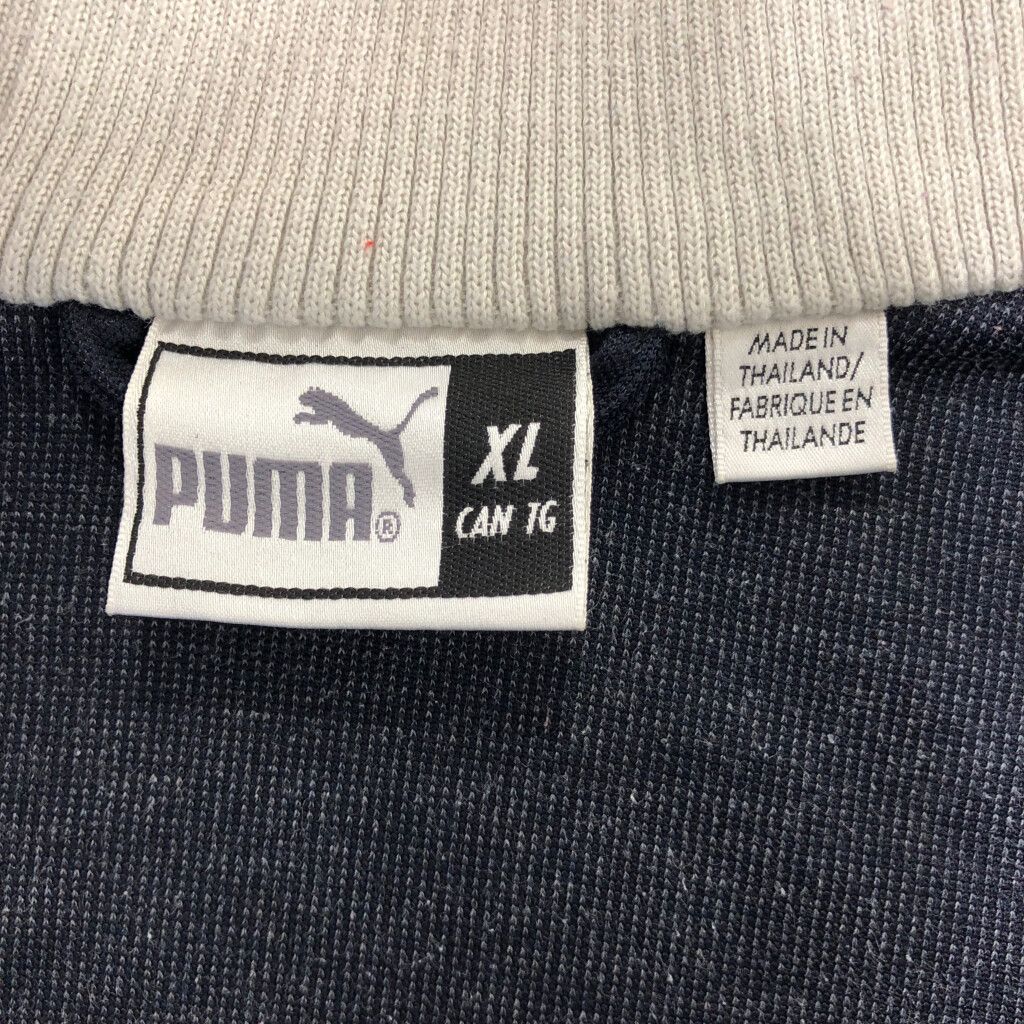 PUMA®
XL
CAN TG
MADE IN
THAILAND/
FABRIQUE EN
THAILANDE